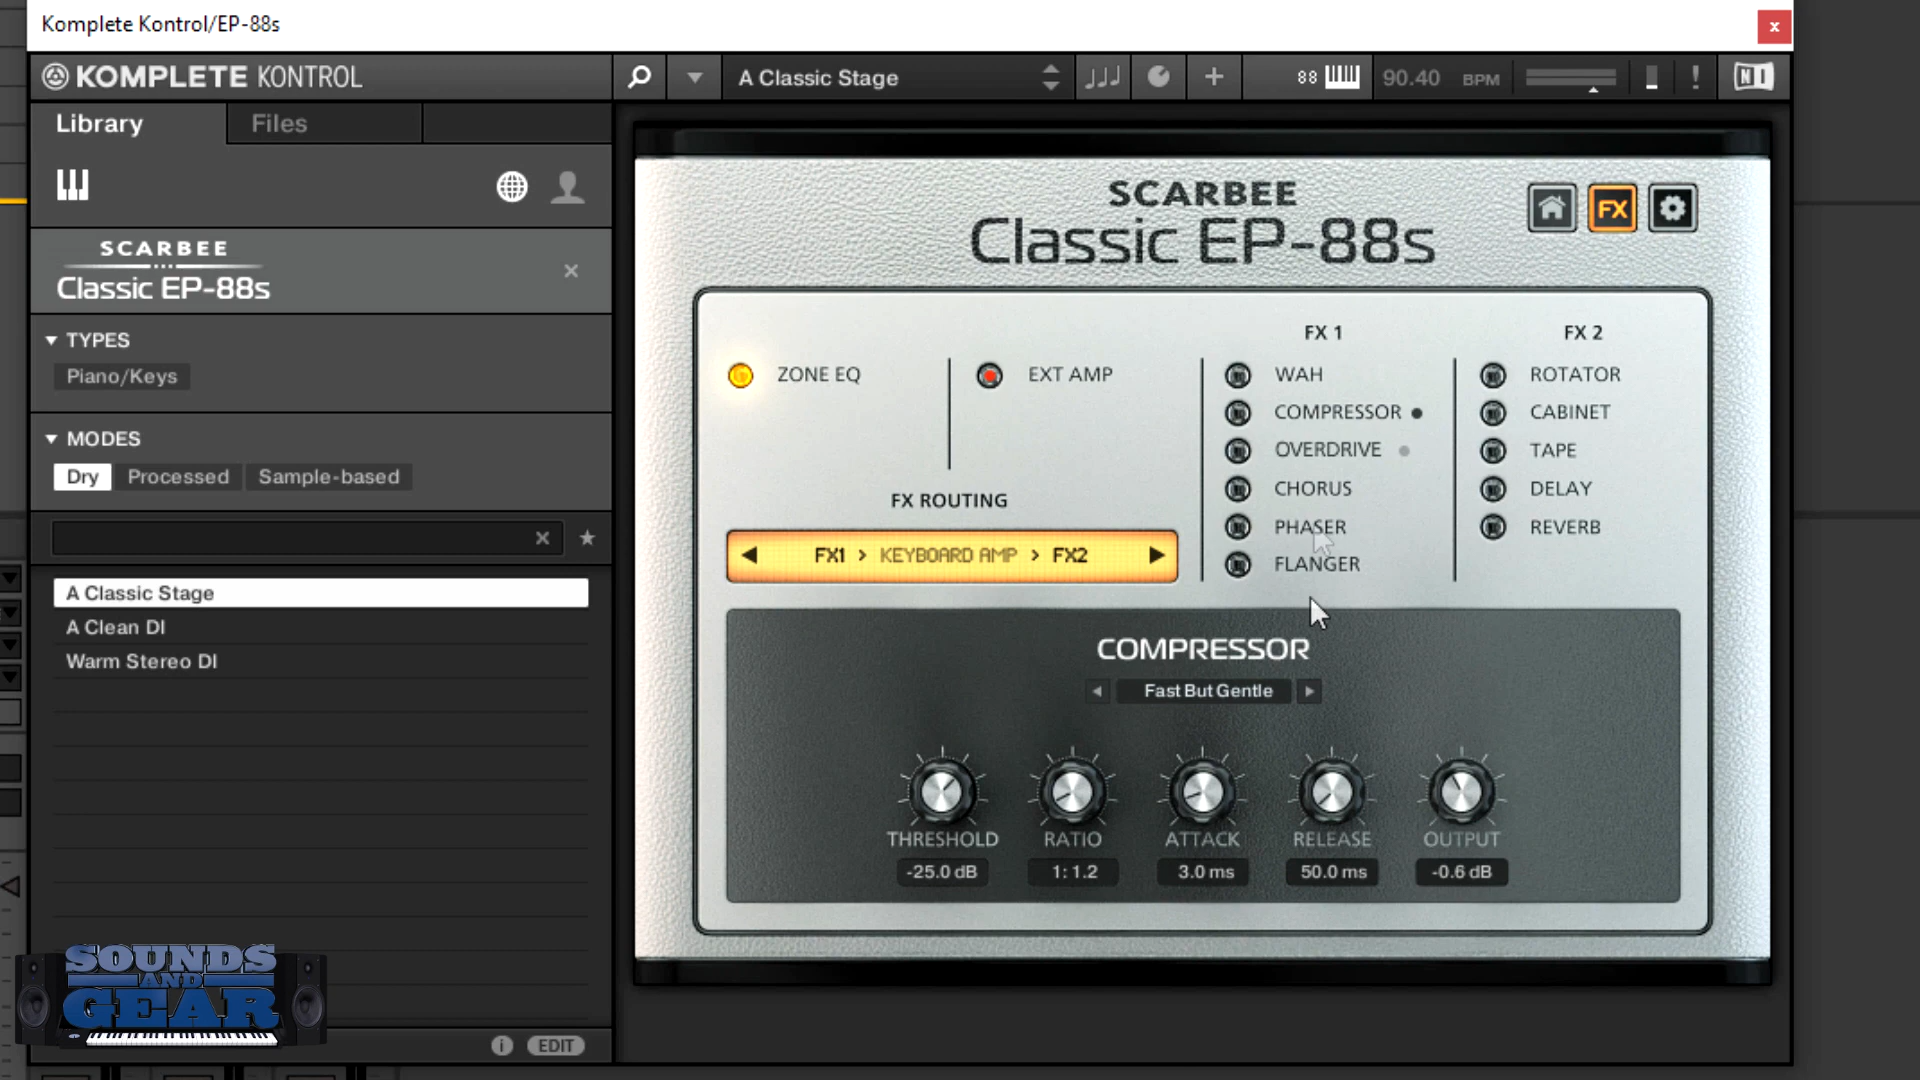 Komplete Kontrol/EP-88s
x
KOMPLETE KONTROL
A Classic Stage
88
90.40 BPM
NI
Library
Files
SCARBEE
Classic EP-88s
TYPES
Piano/Keys
MODES
Dry
Processed
Sample-based
A Classic Stage
A Clean DI
Warm Stereo DI
i
EDIT
SOUNDS
AND
GEAR
SCARBEE
Classic EP-88s
FX
ZONE EQ
EXT AMP
FX ROUTING
FX1 > KEYBOARD AMP > FX2
FX 1
WAH
COMPRESSOR
OVERDRIVE
CHORUS
PHASER
FLANGER
FX 2
ROTATOR
CABINET
TAPE
DELAY
REVERB
COMPRESSOR
Fast But Gentle
THRESHOLD
RATIO
ATTACK
RELEASE
OUTPUT
-25.0 dB
1: 1.2
3.0 ms
50.0 ms
-0.6 dB